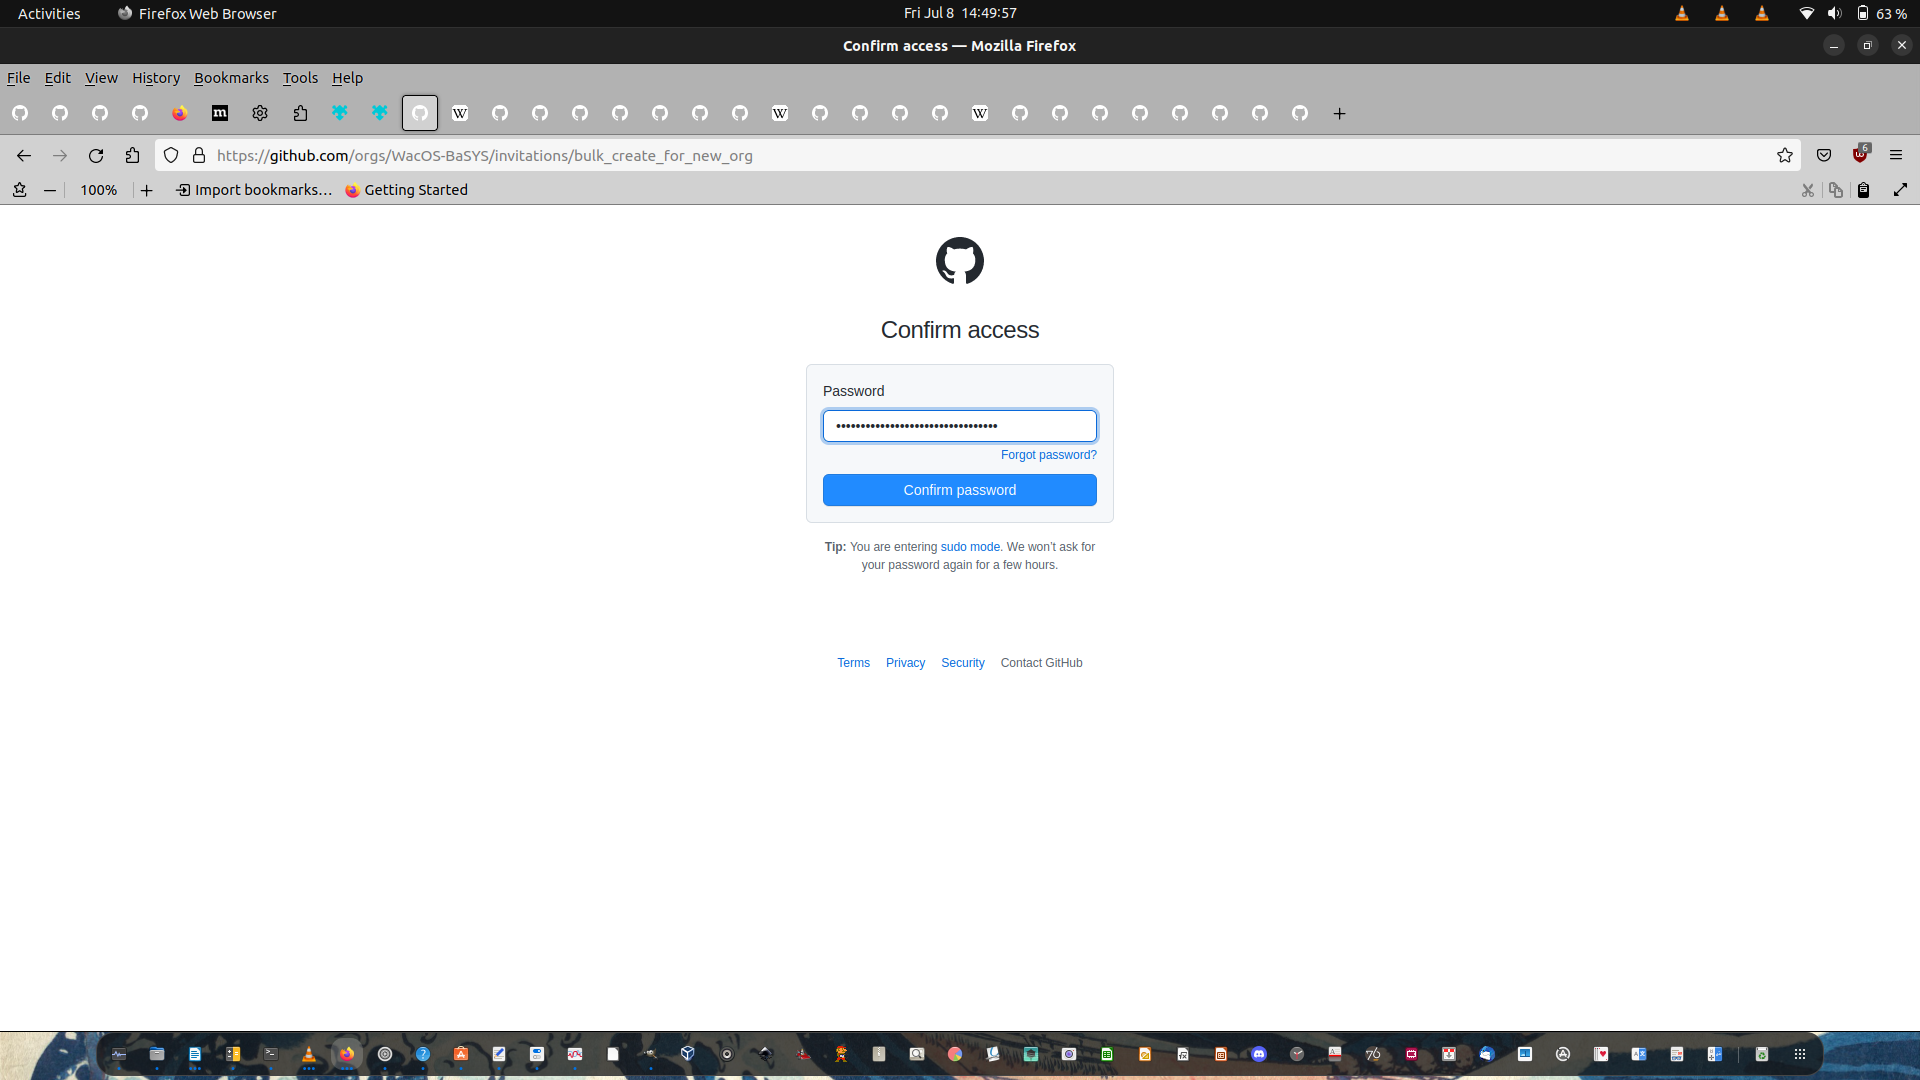 Activities
Firefox Web Browser
Fri Jul 8 14:49:57
63 %
Confirm access — Mozilla Firefox
File Edit View History Bookmarks Tools Help
https://github.com/orgs/WacOS-BaSYS/invitations/bulk_create_for_new_org
6
100%
Import bookmarks…
Getting Started
Confirm access
Password
Forgot password?
Confirm password
Tip: You are entering sudo mode. We won’t ask for
your password again for a few hours.
Terms Privacy Security Contact GitHub